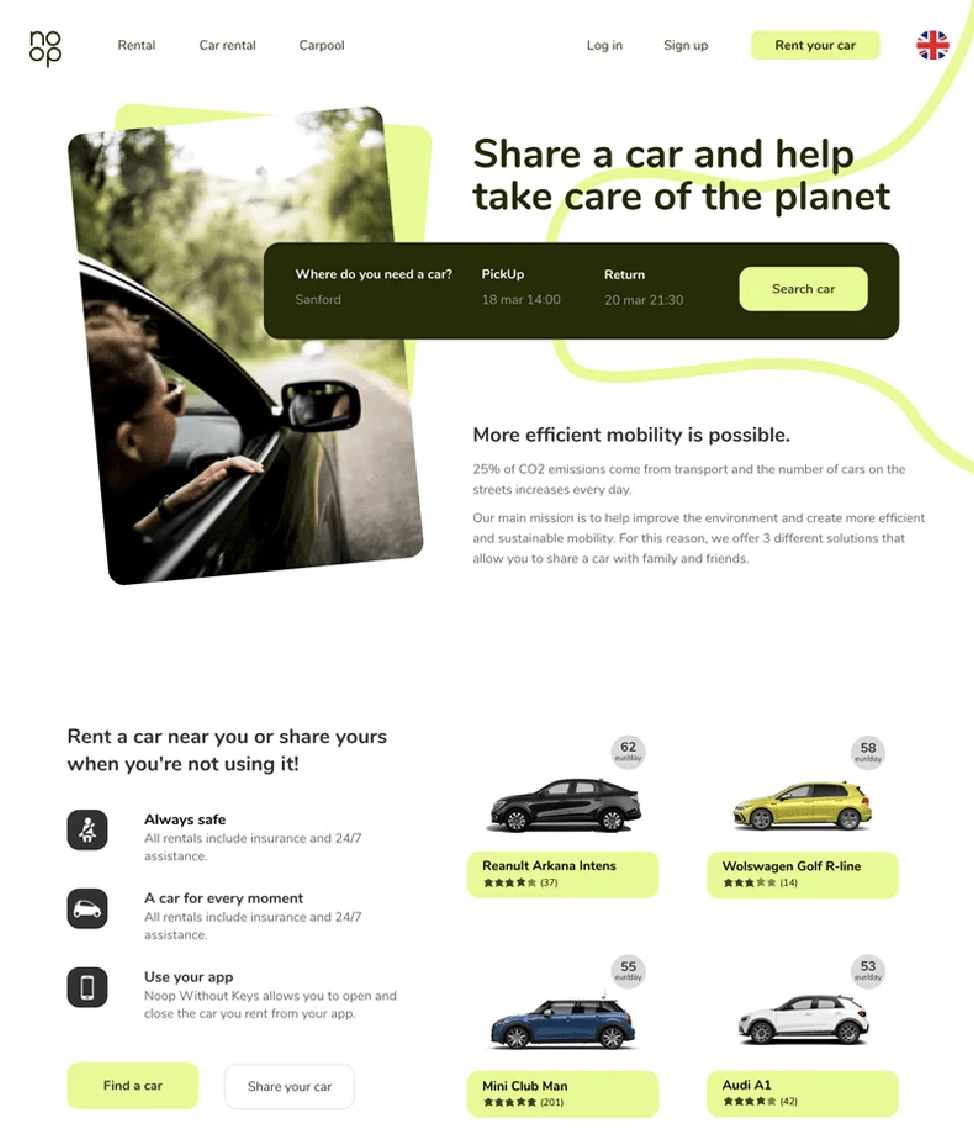 no
op
Rental Car rental Carpool Log in Sign up Rent your car
Share a car and help
take care of the planet
Where do you need a car? PickUp Return
Sanford 18 mar 14:00 20 mar 21:30
Search car
More efficient mobility is possible.
25% of CO2 emissions come from transport and the number of cars on the
streets increases every day.
Our main mission is to help improve the environment and create more efficient
and sustainable mobility. For this reason, we offer 3 different solutions that
allow you to share a car with family and friends.
Rent a car near you or share yours
when you're not using it!
Always safe
All rentals include insurance and 24/7
assistance.
A car for every moment
All rentals include insurance and 24/7
assistance.
Use your app
Noop Without Keys allows you to open and
close the car you rent from your app.
Find a car Share your car
62
eur/day
Reanult Arkana Intens
(37)
58
eur/day
Wolswagen Golf R-line
(14)
55
eur/day
Mini Club Man
(201)
53
eur/day
Audi A1
(42)